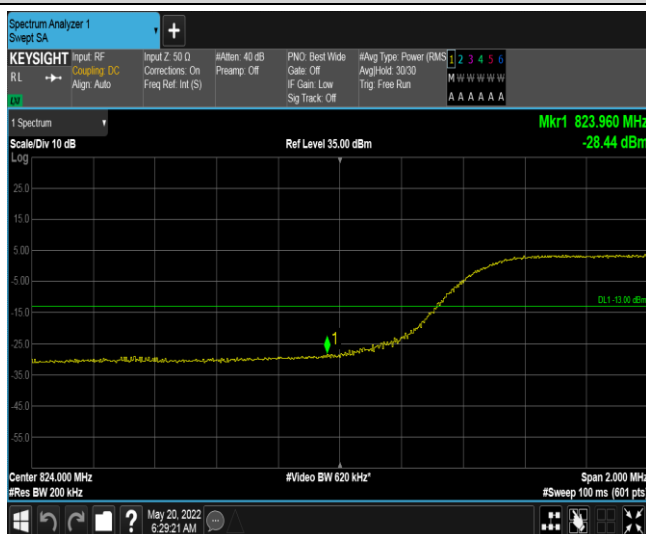 Spectrum Analyzer 1
Swept SA
+
KEYSIGHT
RL
Input: RF
Coupling: DC
Align: Auto
Input Z: 50 Ω
Corrections: On
Freq Ref: Int (S)
#Atten: 40 dB
Preamp: Off
PNO: Best Wide
Gate: Off
IF Gain: Low
Sig Track: Off
#Avg Type: Power (RMS
Avg|Hold: 30/30
Trig: Free Run
1 2 3 4 5 6
M W W W W W
A A A A A A
1 Spectrum
Scale/Div 10 dB
Log
Ref Level 35.00 dBm
Mkr1 823.960 MHz
-28.44 dBm
25.0
15.0
5.00
-5.00
DL1 -13.00 dBm
1
-25.0
-35.0
-45.0
-55.0
Center 824.000 MHz
#Res BW 200 kHz
#Video BW 620 kHz*
Span 2.000 MHz
#Sweep 100 ms (601 pts)
?
May 20, 2022
6:29:21 AM